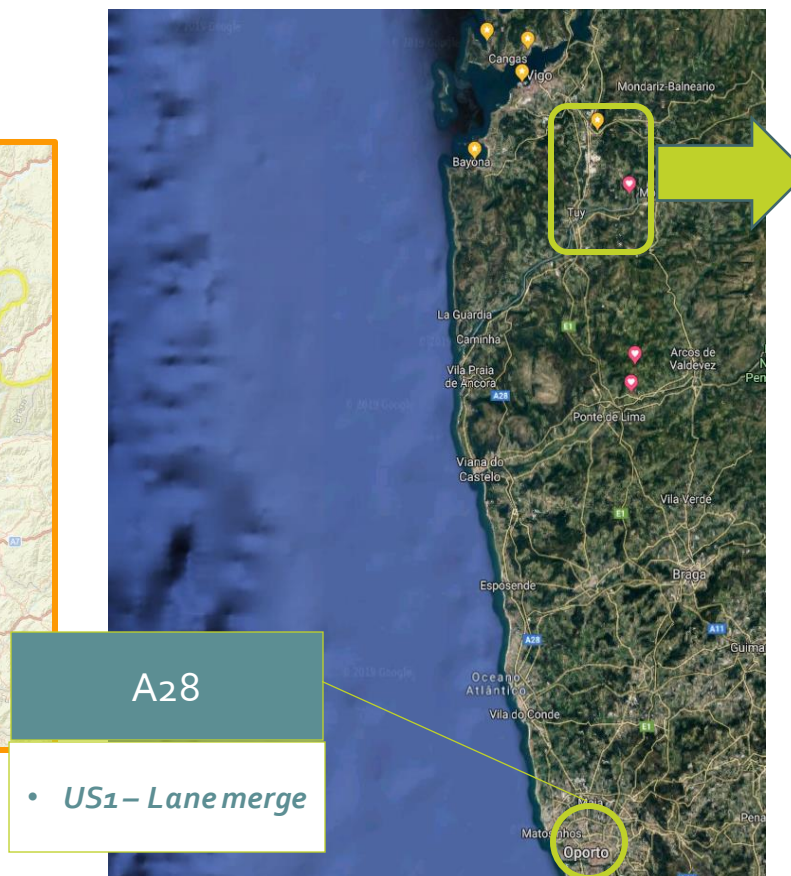 Cangas
Vigo
Mondariz-Balneario
Bayona
Tuy
La Guardia
E1
Caminha
Arcos de
Valdevez
Vila Praia
de Ancora
A28
Ponte de Lima
Viana do
Castelo
Vila Verde
E1
A7
Braga
Esposende
A11
A28
Oceano
Atlântico
Vila do Conde
E1
A28
• US1 – Lane merge
Maia
Matosinhos
Oporto